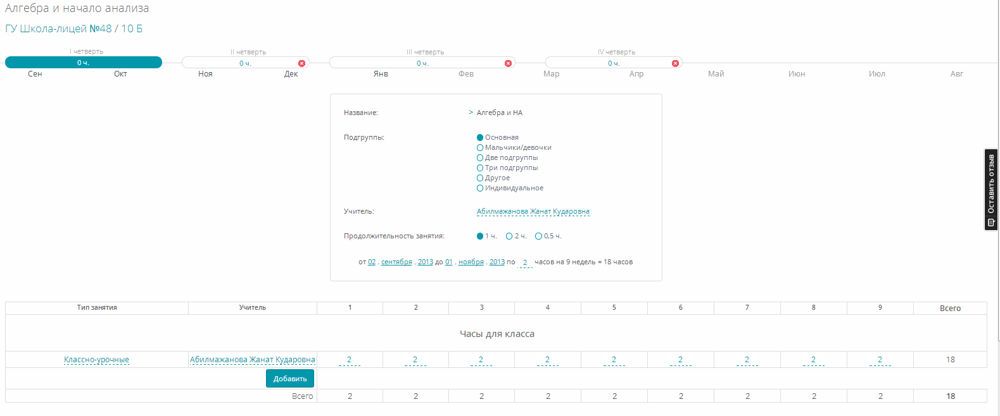 Алгебра и начало анализа
ГУ Школа-лицей №48 / 10 Б
I четверть II четверть III четверть IV четверть
0 ч. 0 ч. 0 ч. 0 ч.
Сен Окт Ноя Дек Янв Фев Мар Апр Май Июн Июл Авг
Название: > Алгебра и НА
Подгруппы: Основная
Мальчики/девочки
Две подгруппы
Три подгруппы
Другое
Индивидуальное
Учитель: Абилмажанова Жанат Кударовна
Продолжительность занятия: 1 ч. 2 ч. 0,5 ч.
от 02 . сентября . 2013 до 01 . ноября . 2013 по 2 часов на 9 недель = 18 часов
Оставить отзыв
Тип занятия Учитель 1 2 3 4 5 6 7 8 9 Всего
Часы для класса
Классно-урочные Абилмажанова Жанат Кударовна 2 2 2 2 2 2 2 2 2 18
Добавить
Всего 2 2 2 2 2 2 2 2 2 18